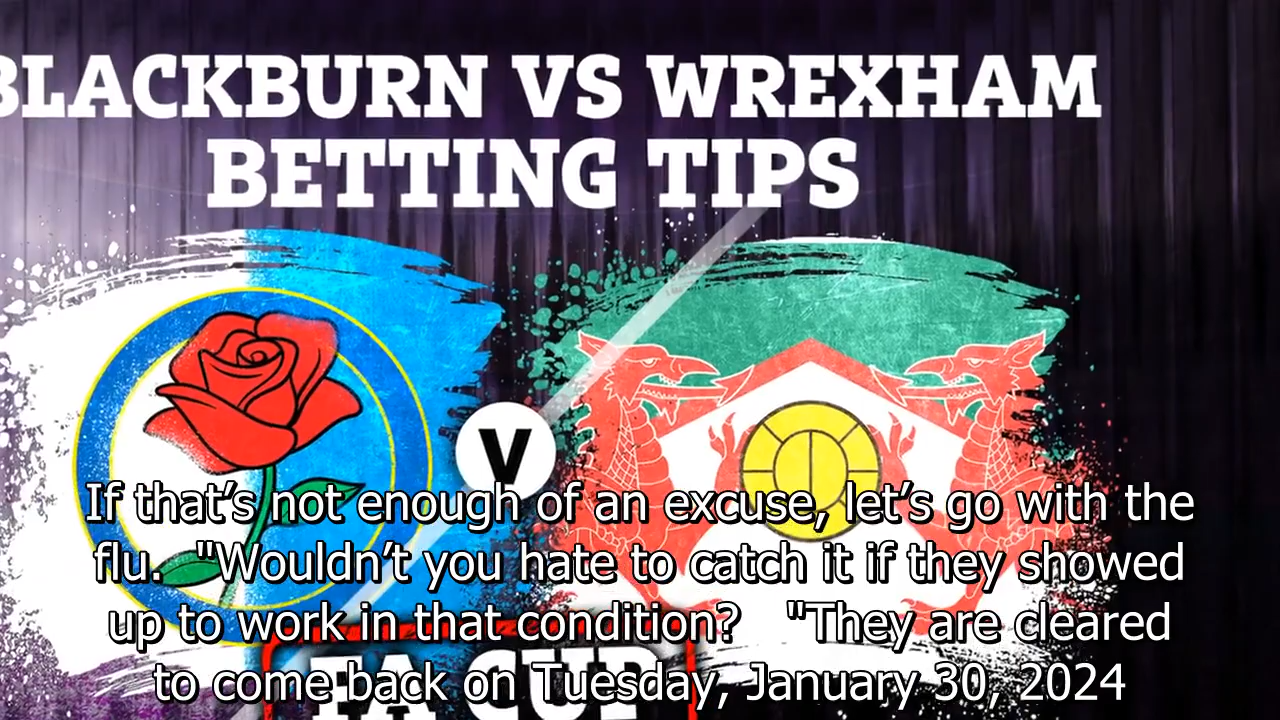 BLACKBURN VS WREXHAM
BETTING TIPS
V
If that’s not enough of an excuse, let’s go with the
flu.   "Wouldn’t you hate to catch it if they showed
up to work in that condition?   "They are cleared
to come back on Tuesday, January 30, 2024
FA CUP